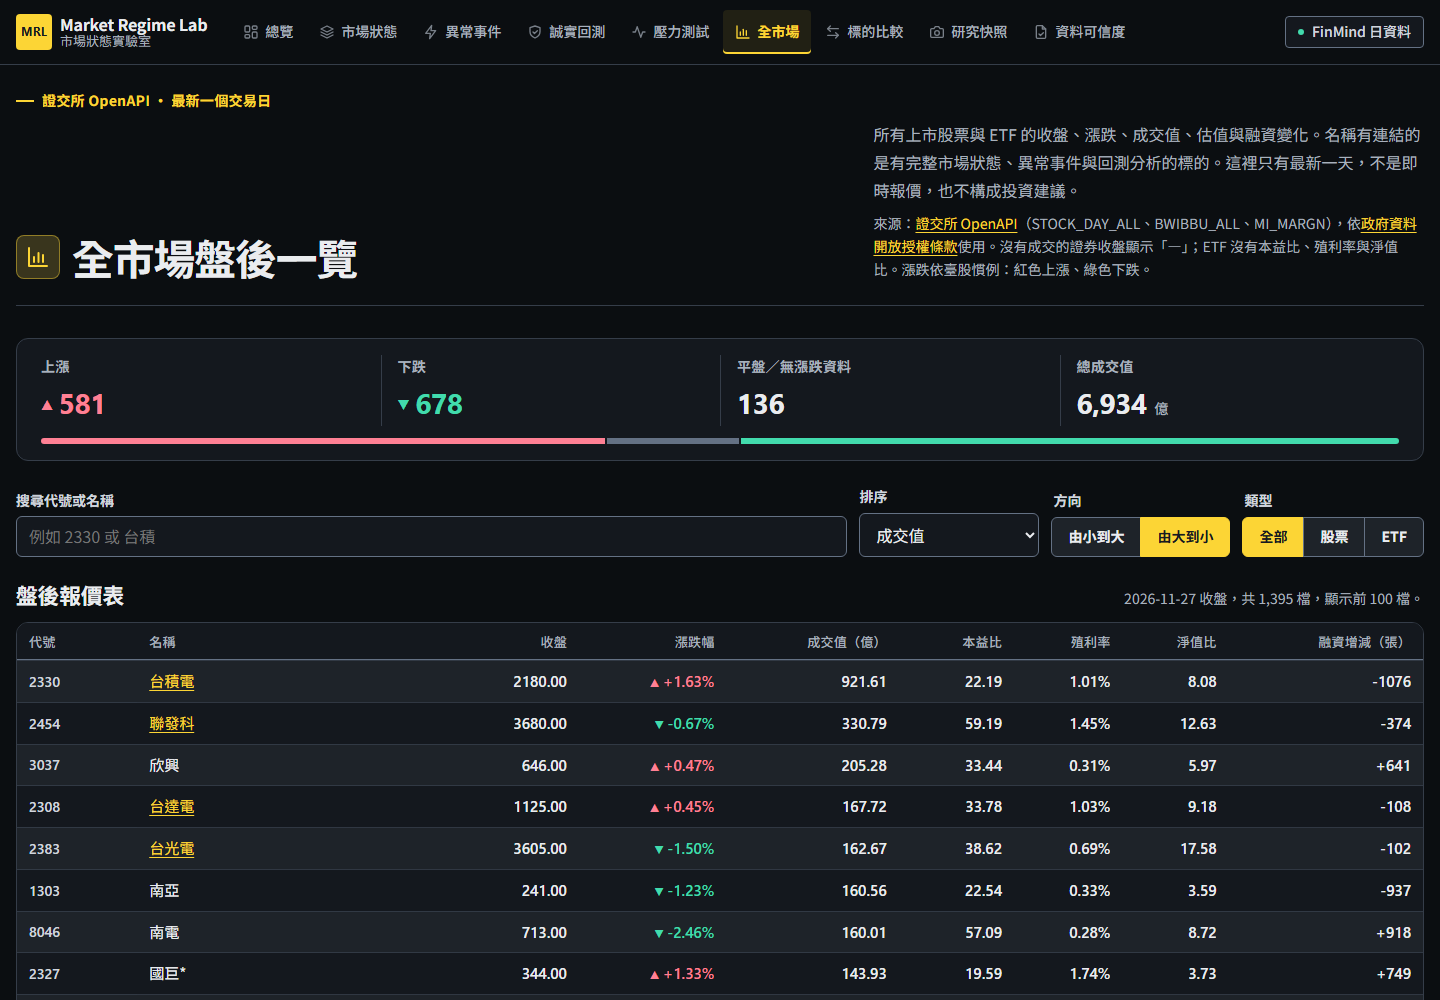 MRL
Market Regime Lab
市場狀態實驗室
總覽
市場狀態
異常事件
誠實回測
壓力測試
全市場
標的比較
研究快照
資料可信度
FinMind 日資料
證交所 OpenAPI · 最新一個交易日
全市場盤後一覽
所有上市股票與 ETF 的收盤、漲跌、成交值、估值與融資變化。名稱有連結的
是有完整市場狀態、異常事件與回測分析的標的。這裡只有最新一天，不是即
時報價，也不構成投資建議。
來源：證交所 OpenAPI（STOCK_DAY_ALL、BWIBBU_ALL、MI_MARGN），依政府資料
開放授權條款使用。沒有成交的證券收盤顯示「—」；ETF 沒有本益比、殖利率與淨值
比。漲跌依臺股慣例：紅色上漲、綠色下跌。
上漲
▲ 581
下跌
▼ 678
平盤／無漲跌資料
136
總成交值
6,934 億
搜尋代號或名稱
例如 2330 或 台積
排序
成交值
方向
由小到大 由大到小
類型
全部 股票 ETF
盤後報價表
2026-11-27 收盤，共 1,395 檔，顯示前 100 檔。
代號 名稱 收盤 漲跌幅 成交值（億） 本益比 殖利率 淨值比 融資增減（張）
2330 台積電 2180.00 ▲ +1.63% 921.61 22.19 1.01% 8.08 -1076
2454 聯發科 3680.00 ▼ -0.67% 330.79 59.19 1.45% 12.63 -374
3037 欣興 646.00 ▲ +0.47% 205.28 33.44 0.31% 5.97 +641
2308 台達電 1125.00 ▲ +0.45% 167.72 33.78 1.03% 9.18 -108
2383 台光電 3605.00 ▼ -1.50% 162.67 38.62 0.69% 17.58 -102
1303 南亞 241.00 ▼ -1.23% 160.56 22.54 0.33% 3.59 -937
8046 南電 713.00 ▼ -2.46% 160.01 57.09 0.28% 8.72 +918
2327 國巨* 344.00 ▲ +1.33% 143.93 19.59 1.74% 3.73 +749